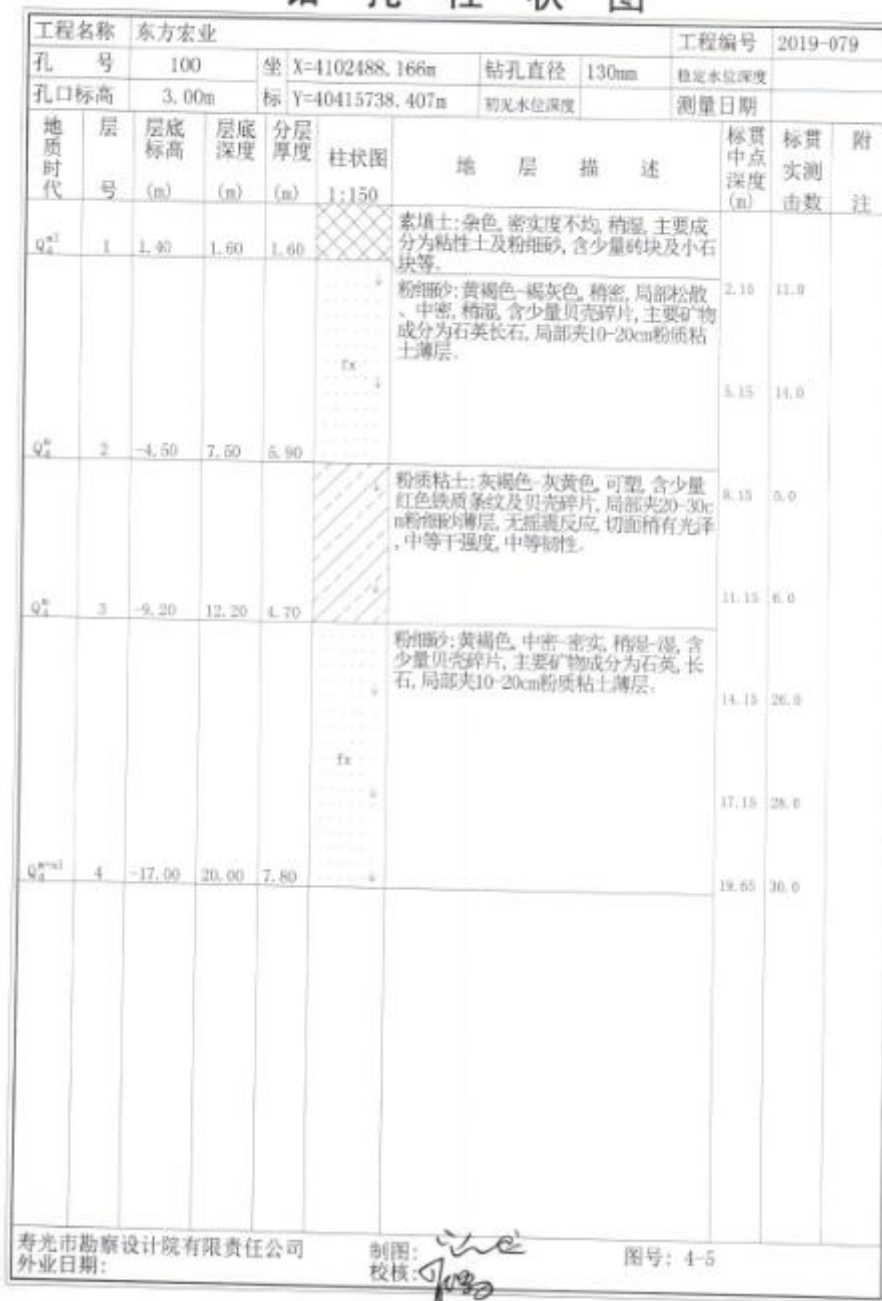 钻孔柱状图
工程名称 东方宏业 工程编号 2019-079
孔号 100 坐标 X=4102488.166m 钻孔直径 130mm 稳定水位深度
孔口标高 3.00m Y=40415738.407m 初见水位深度 测量日期
地质时代 层号 层底标高(m) 层底深度(m) 分层厚度(m) 柱状图1:150 地层描述 标贯中点深度(m) 标贯实测击数 附注
素填土:杂色,密实度不均,稍湿,主要成
分为粘性土及粉细砂,含少量砖块及小石
块等.
Q₄ᵐˡ 1 1.40 1.60 1.60
粉细砂:黄褐色-褐灰色,稍密,局部松散
、中密,稍湿,含少量贝壳碎片,主要矿物
成分为石英长石,局部夹10-20cm粉质粘
土薄层.
2.15 11.0
fx
5.15 14.0
Q₄ᵐ 2 -4.50 7.50 5.90
粉质粘土:灰褐色-灰黄色,可塑,含少量
红色铁质条纹及贝壳碎片,局部夹20-30c
m粉细砂薄层,无摇震反应,切面稍有光泽
,中等干强度,中等韧性.
8.15 5.0
11.15 6.0
Q₄ᵐ 3 -9.20 12.20 4.70
粉细砂:黄褐色,中密-密实,稍湿-湿,含
少量贝壳碎片,主要矿物成分为石英,长
石,局部夹10-20cm粉质粘土薄层.
14.15 26.0
fx
17.15 28.0
Q₄ᵐ⁺ᵃˡ 4 -17.00 20.00 7.80
19.65 30.0
寿光市勘察设计院有限责任公司 制图: 图号: 4-5
外业日期: 校核: